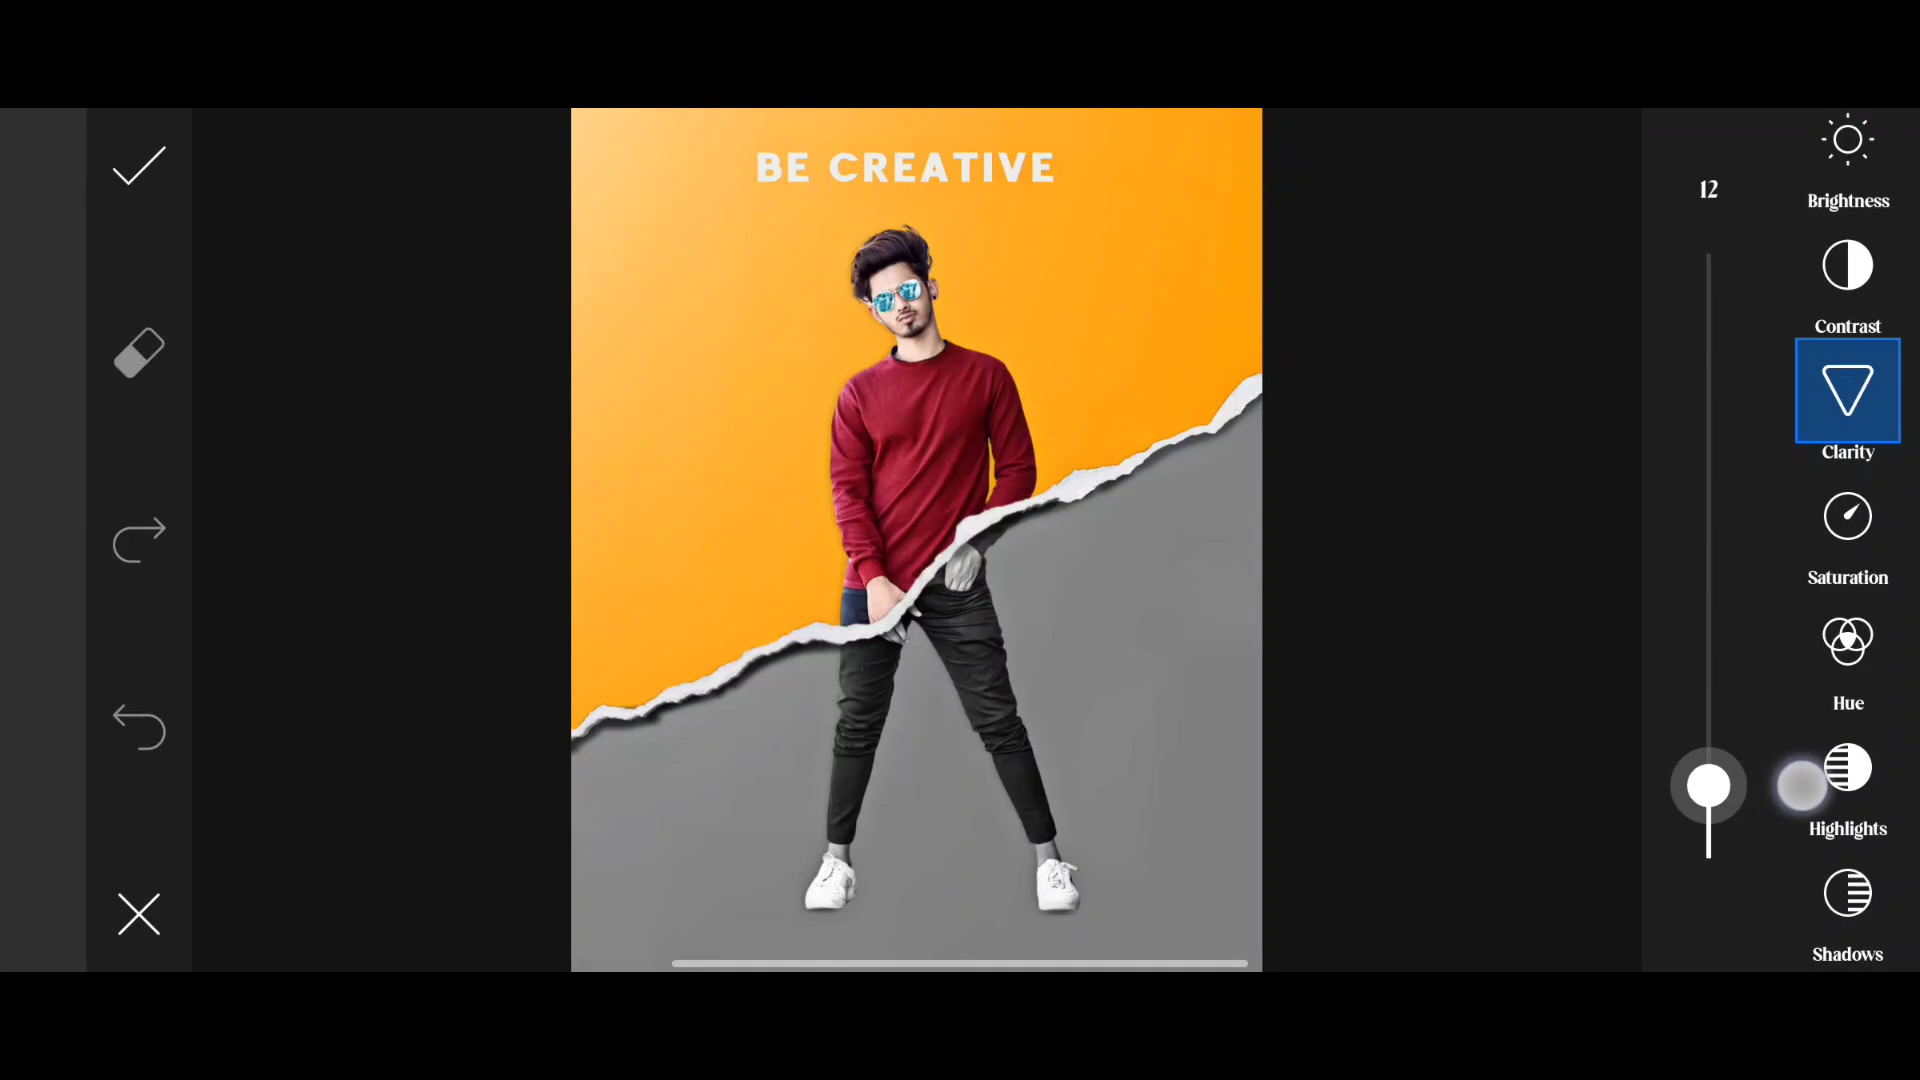 BE CREATIVE
12
Brightness
Contrast
Clarity
Saturation
Hue
Highlights
Shadows